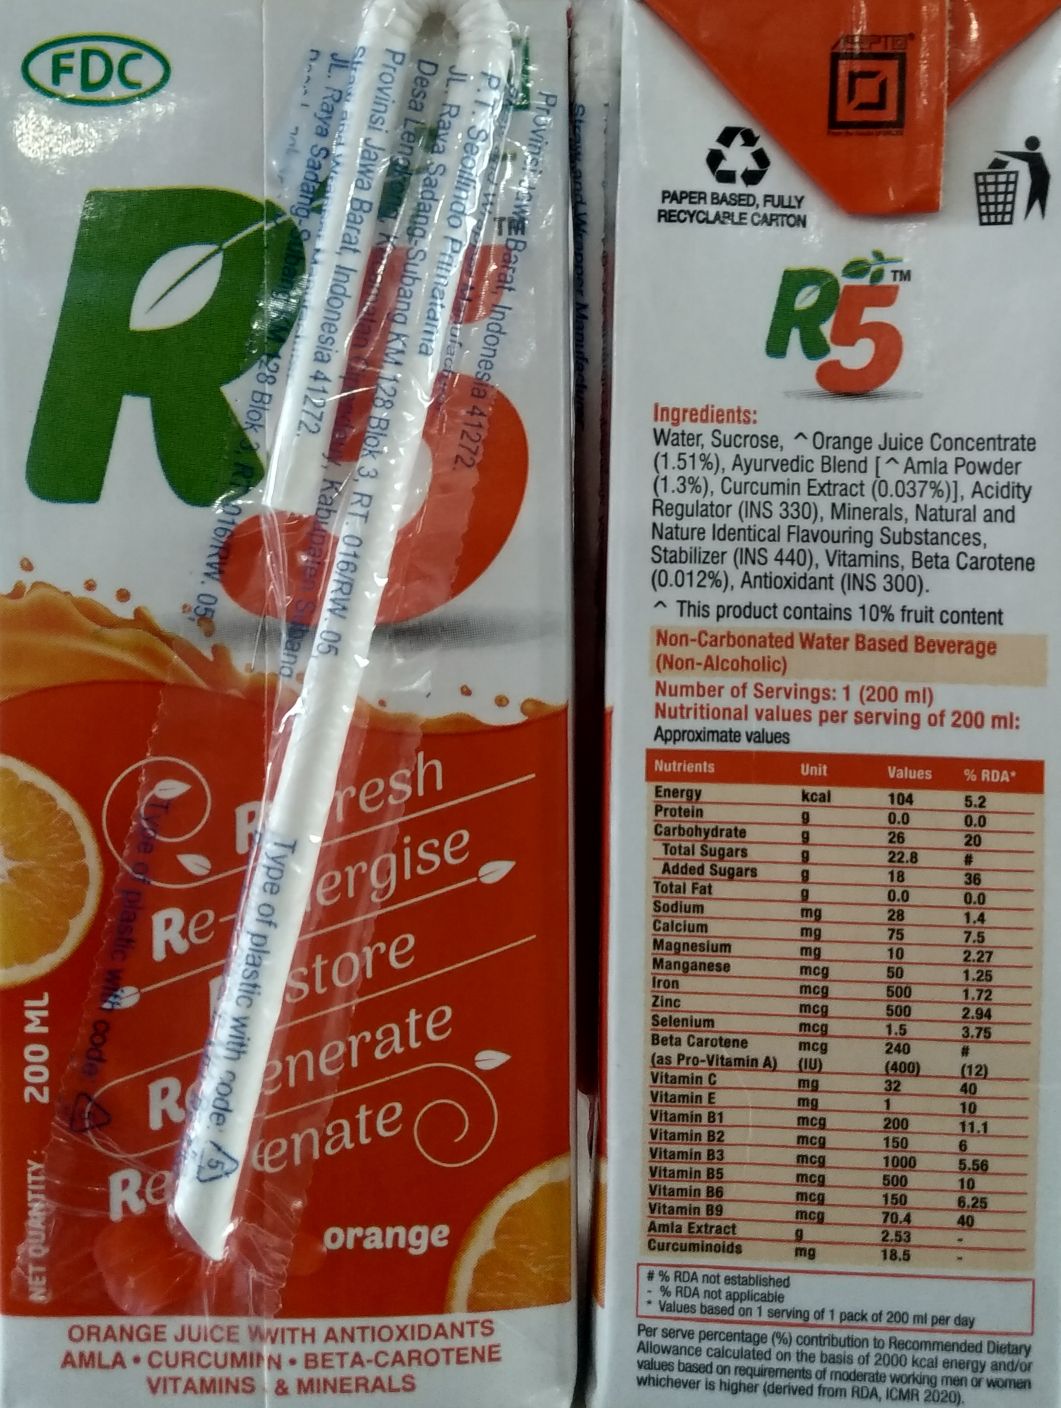 FDC
R5
TM
P.T. Seolindo Primatama
JL. Raya Sadang-Subang KM 128 Blok 3, RT. 016/RW. 05
Provinsi Jawa Barat, Indonesia 41272.
Refresh
Re-energise
Restore
Regenerate
Rejuvenate
Type of plastic with code: 5
Type of plastic with code: 5
orange
NET QUANTITY: 200 ML
ORANGE JUICE WITH ANTIOXIDANTS
AMLA • CURCUMIN • BETA-CAROTENE
VITAMINS & MINERALS
PAPER BASED, FULLY
RECYCLABLE CARTON
R5 TM
Ingredients:
Water, Sucrose, ^ Orange Juice Concentrate
(1.51%), Ayurvedic Blend [ ^ Amla Powder
(1.3%), Curcumin Extract (0.037%)], Acidity
Regulator (INS 330), Minerals, Natural and
Nature Identical Flavouring Substances,
Stabilizer (INS 440), Vitamins, Beta Carotene
(0.012%), Antioxidant (INS 300).
^ This product contains 10% fruit content
Non-Carbonated Water Based Beverage
(Non-Alcoholic)
Number of Servings: 1 (200 ml)
Nutritional values per serving of 200 ml:
Approximate values
Nutrients Unit Values % RDA*
Energy kcal 104 5.2
Protein g 0.0 0.0
Carbohydrate g 26 20
Total Sugars g 22.8 #
Added Sugars g 18 36
Total Fat g 0.0 0.0
Sodium mg 28 1.4
Calcium mg 75 7.5
Magnesium mg 10 2.27
Manganese mcg 50 1.25
Iron mcg 500 1.72
Zinc mcg 500 2.94
Selenium mcg 1.5 3.75
Beta Carotene mcg 240 #
(as Pro-Vitamin A) (IU) (400) (12)
Vitamin C mg 32 40
Vitamin E mg 1 10
Vitamin B1 mcg 200 11.1
Vitamin B2 mcg 150 6
Vitamin B3 mcg 1000 5.56
Vitamin B5 mcg 500 10
Vitamin B6 mcg 150 6.25
Vitamin B9 mcg 70.4 40
Amla Extract g 2.53 -
Curcuminoids mg 18.5 -
# % RDA not established
- % RDA not applicable
* Values based on 1 serving of 1 pack of 200 ml per day
Per serve percentage (%) contribution to Recommended Dietary
Allowance calculated on the basis of 2000 kcal energy and/or
values based on requirements of moderate working men or women
whichever is higher (derived from RDA, ICMR 2020).